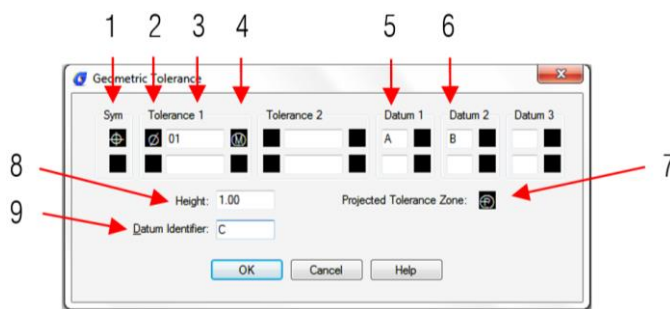 1 2 3 4 5 6
Geometric Tolerance
Sym Tolerance 1 Tolerance 2 Datum 1 Datum 2 Datum 3
Ø 01 Ⓜ A B
8 Height: 1.00 Projected Tolerance Zone: Ⓟ 7
9 Datum Identifier: C
OK Cancel Help